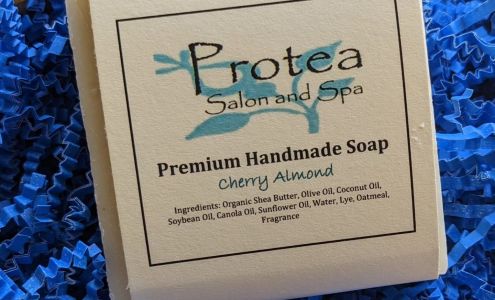 Protea
Salon and Spa
Premium Handmade Soap
Cherry Almond
Ingredients: Organic Shea Butter, Olive Oil, Coconut Oil,
Soybean Oil, Canola Oil, Sunflower Oil, Water, Lye, Oatmeal,
Fragrance